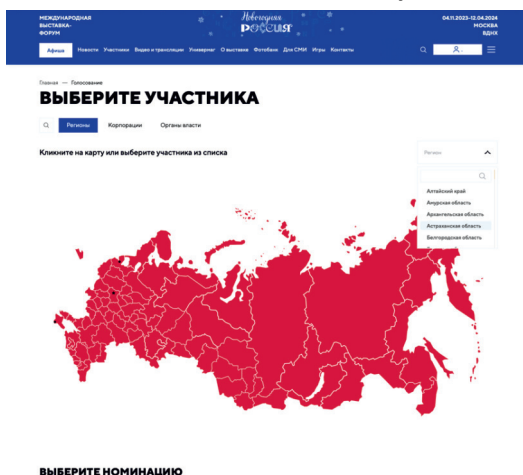 МЕЖДУНАРОДНАЯ
ВЫСТАВКА-
ФОРУМ
Новогодняя
РОССИЯ
04.11.2023-12.04.2024
МОСКВА
ВДНХ
Афиша Новости Участники Видео и трансляции Универмаг О выставке Фотобанк Для СМИ Игры Контакты
Главная — Голосование
ВЫБЕРИТЕ УЧАСТНИКА
Регионы Корпорации Органы власти
Кликните на карту или выберите участника из списка
Регион
Алтайский край
Амурская область
Архангельская область
Астраханская область
Белгородская область
ВЫБЕРИТЕ НОМИНАЦИЮ